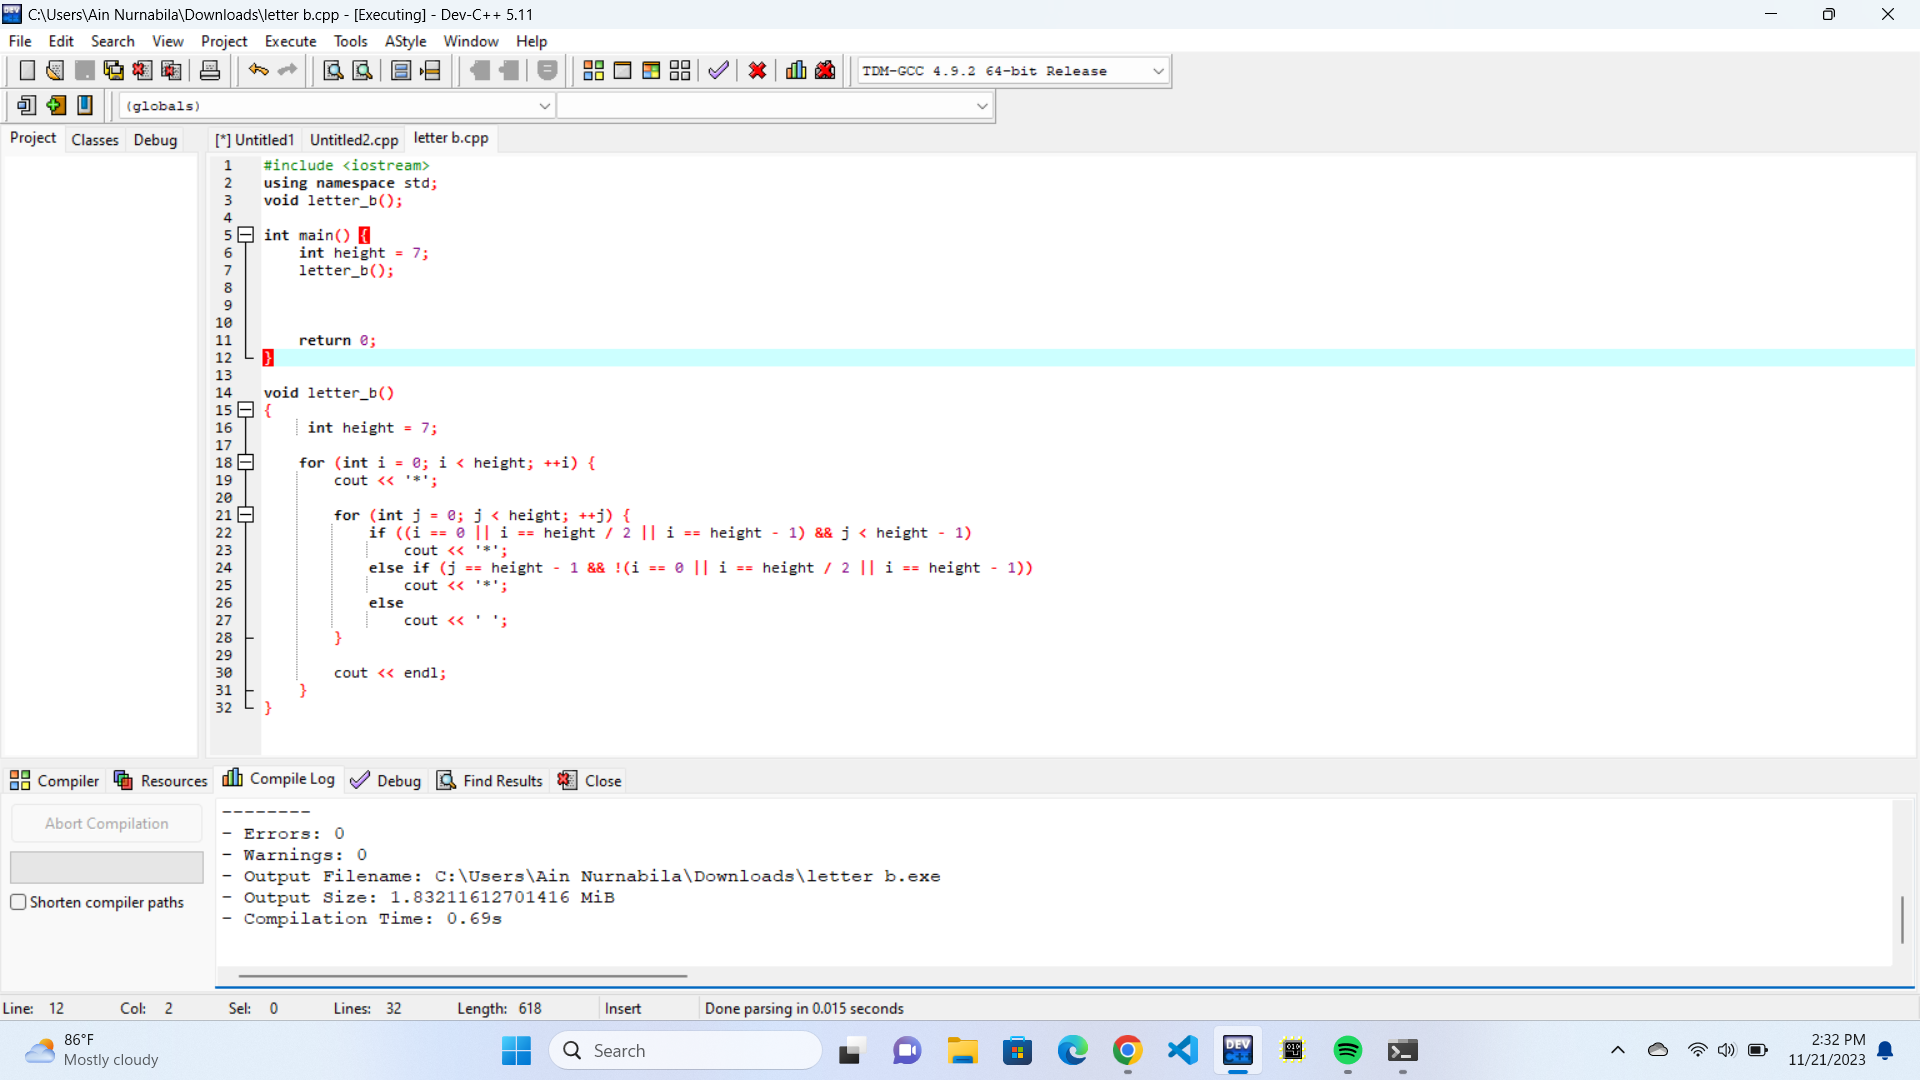 C:\Users\Ain Nurnabila\Downloads\letter b.cpp - [Executing] - Dev-C++ 5.11
File Edit Search View Project Execute Tools AStyle Window Help
TDM-GCC 4.9.2 64-bit Release
(globals)
Project Classes Debug [*] Untitled1 Untitled2.cpp letter b.cpp
1 #include <iostream>
2 using namespace std;
3 void letter_b();
4
5 int main() {
6     int height = 7;
7     letter_b();
8
9
10
11     return 0;
12 }
13
14 void letter_b()
15 {
16      int height = 7;
17
18     for (int i = 0; i < height; ++i) {
19         cout << '*';
20
21         for (int j = 0; j < height; ++j) {
22             if ((i == 0 || i == height / 2 || i == height - 1) && j < height - 1)
23                 cout << '*';
24             else if (j == height - 1 && !(i == 0 || i == height / 2 || i == height - 1))
25                 cout << '*';
26             else
27                 cout << ' ';
28         }
29
30         cout << endl;
31     }
32 }
Compiler Resources Compile Log Debug Find Results Close
Abort Compilation
Shorten compiler paths
--------
- Errors: 0
- Warnings: 0
- Output Filename: C:\Users\Ain Nurnabila\Downloads\letter b.exe
- Output Size: 1.83211612701416 MiB
- Compilation Time: 0.69s
Line: 12 Col: 2 Sel: 0 Lines: 32 Length: 618 Insert Done parsing in 0.015 seconds
86°F
Mostly cloudy
Search
DEV
2:32 PM
11/21/2023